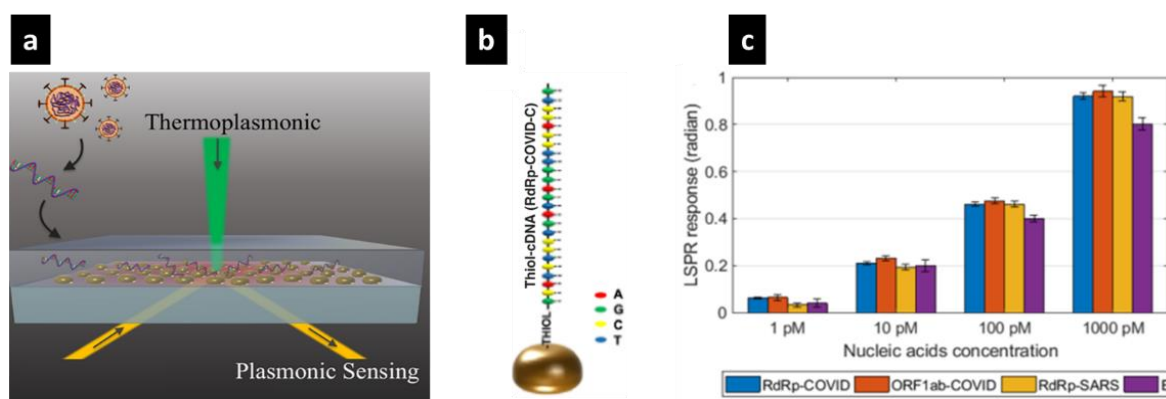 a
Thermoplasmonic
Plasmonic Sensing
b
Thiol-cDNA (RdRp-COVID-C)
THIOL
A
G
C
T
c
LSPR response (radian)
1
0.8
0.6
0.4
0.2
0
1 pM
10 pM
100 pM
1000 pM
Nucleic acids concentration
RdRp-COVID
ORF1ab-COVID
RdRp-SARS
E